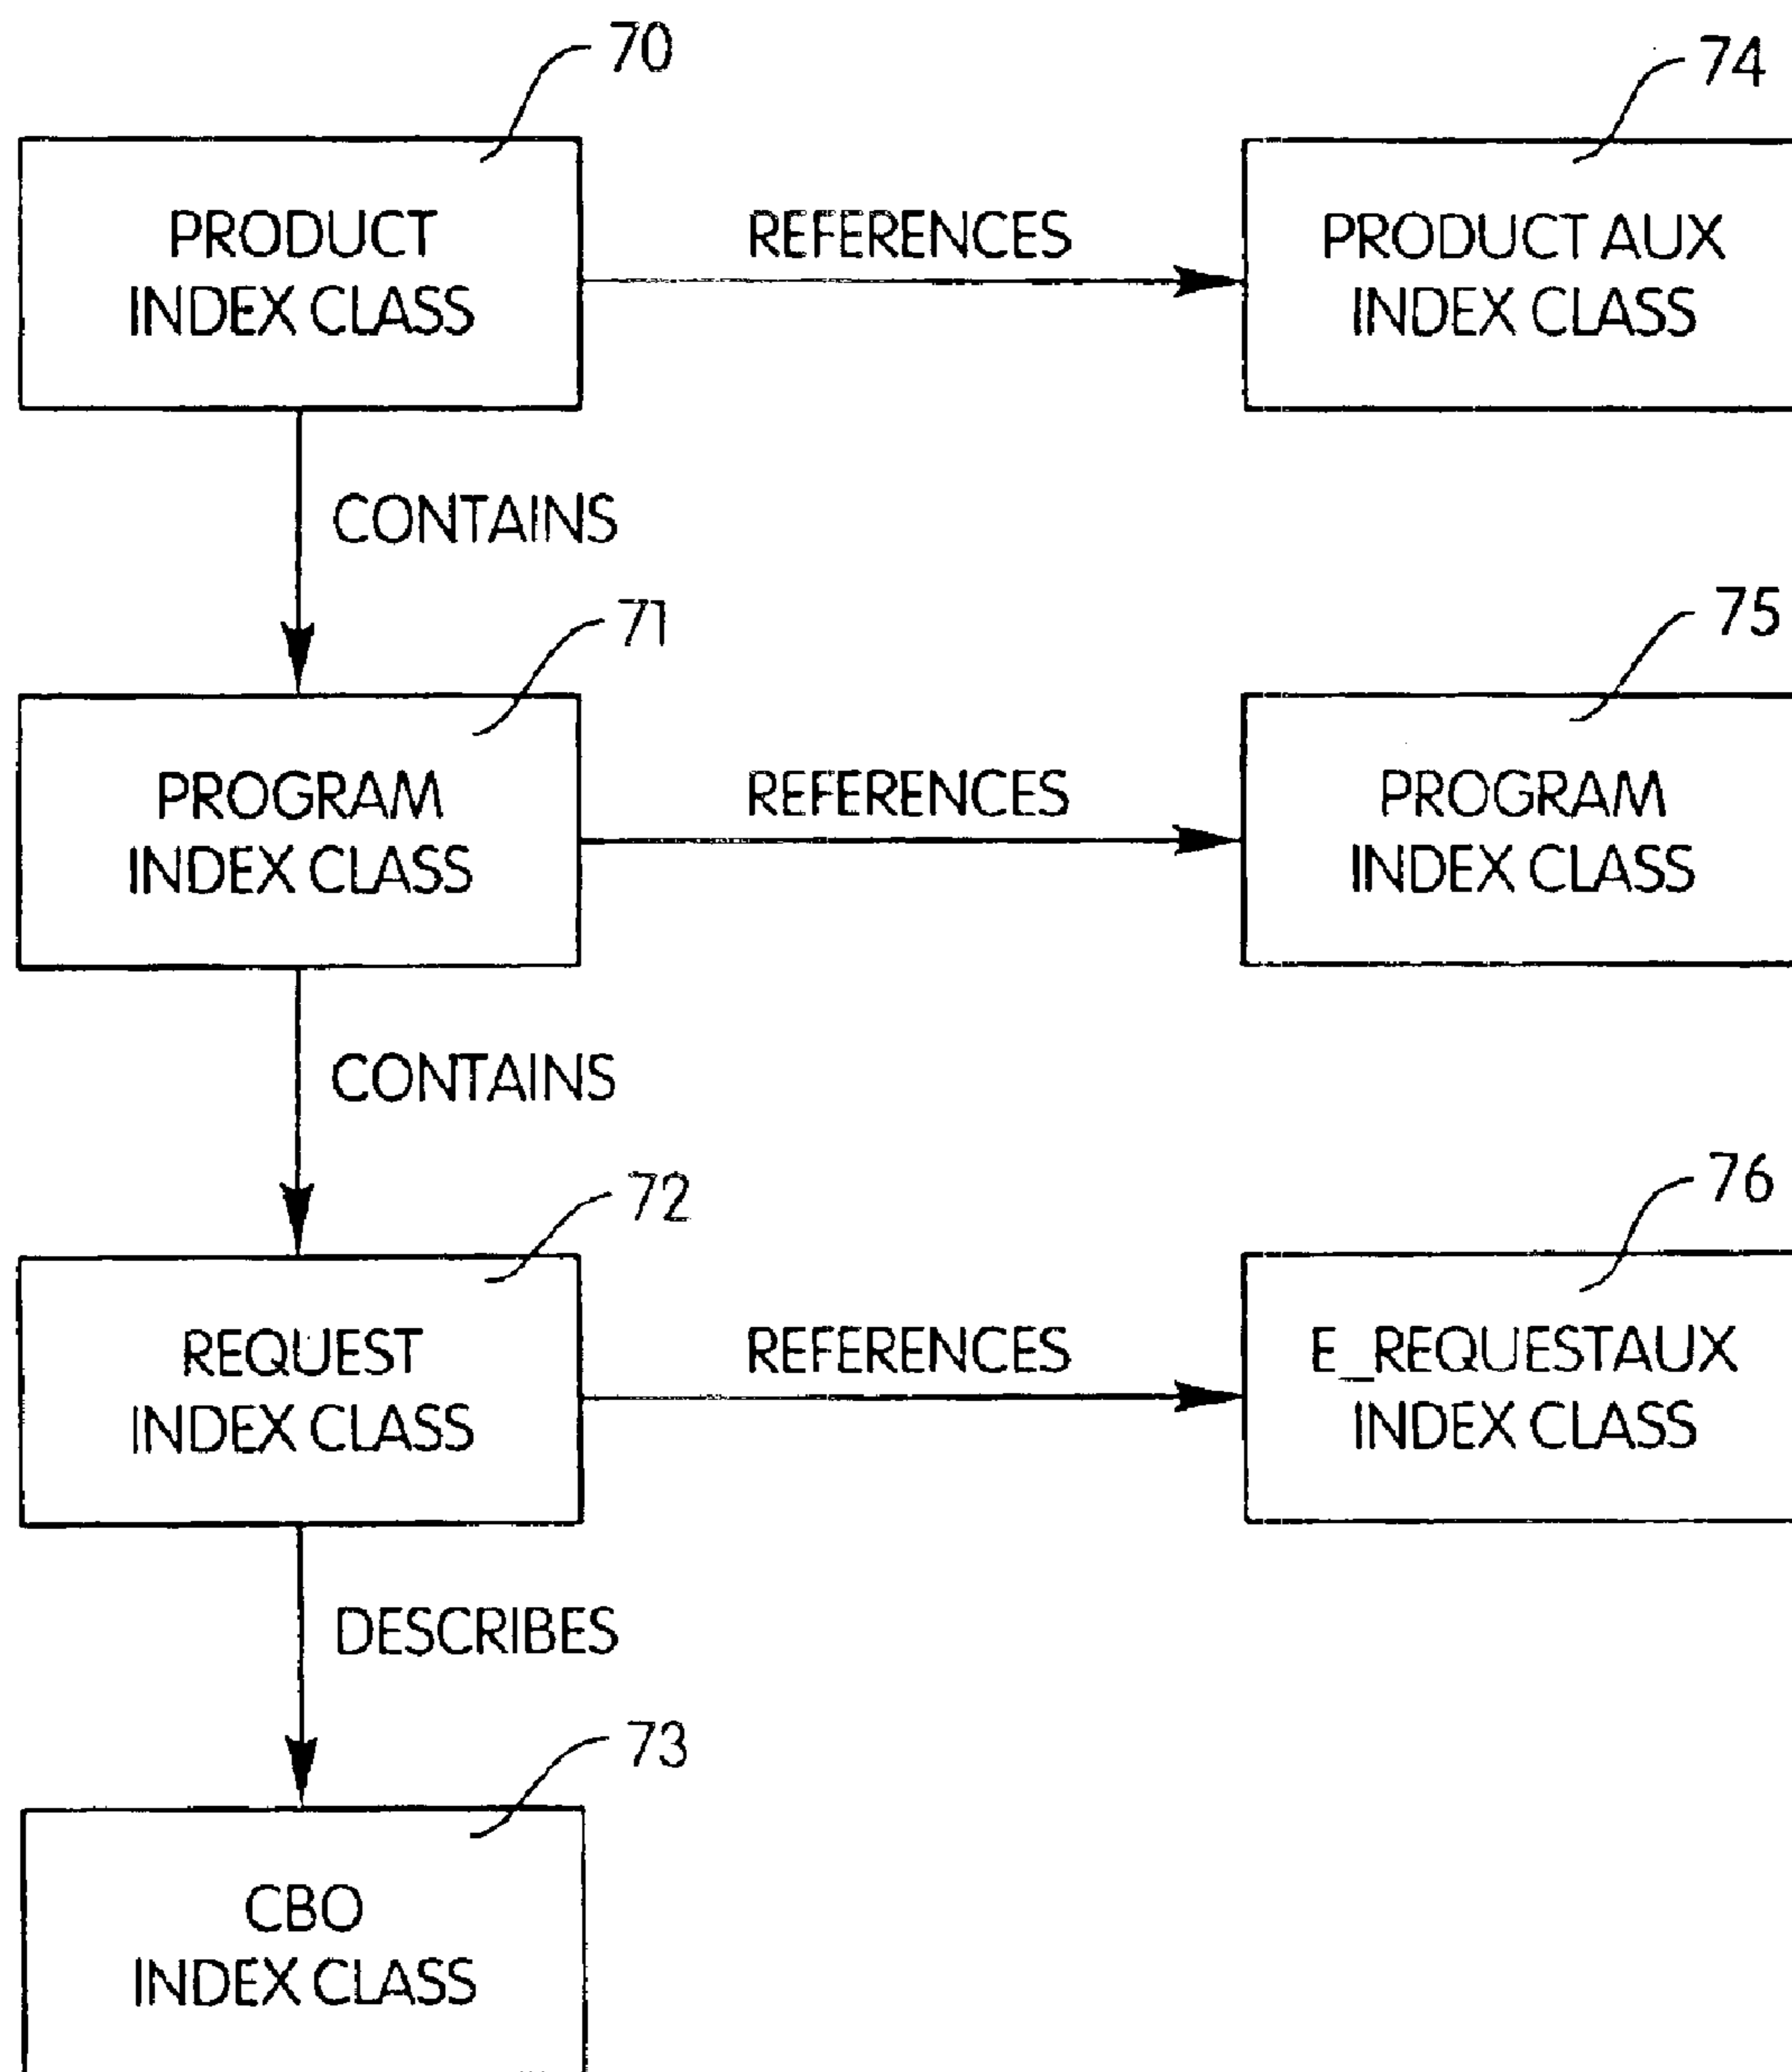 70
74
PRODUCT
INDEX CLASS
REFERENCES
PRODUCT AUX
INDEX CLASS
CONTAINS
71
75
PROGRAM
INDEX CLASS
REFERENCES
PROGRAM
INDEX CLASS
CONTAINS
72
76
REQUEST
INDEX CLASS
REFERENCES
E_REQUESTAUX
INDEX CLASS
DESCRIBES
73
CBO
INDEX CLASS